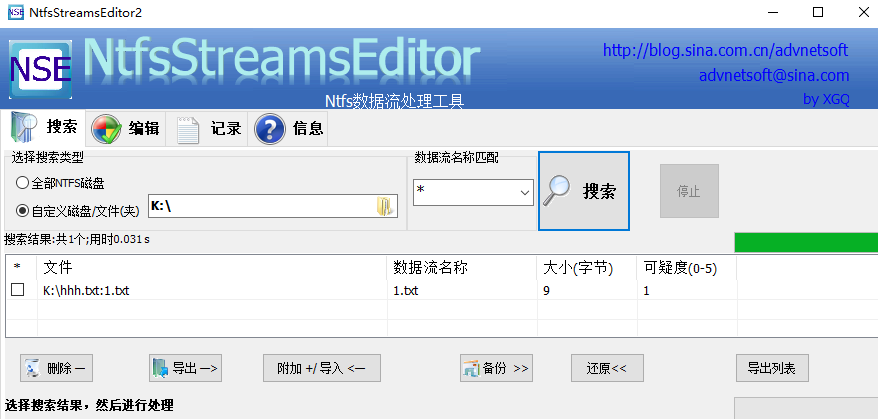 NSE NtfsStreamsEditor2
NSE
NtfsStreamsEditor
Ntfs数据流处理工具
http://blog.sina.com.cn/advnetsoft
advnetsoft@sina.com
by XGQ
搜索 编辑 记录 信息
选择搜索类型
全部NTFS磁盘
自定义磁盘/文件(夹) K:\
数据流名称匹配
*
搜索
停止
搜索结果:共1个;用时0.031s
* 文件 数据流名称 大小(字节) 可疑度(0-5)
K:\hhh.txt:1.txt 1.txt 9 1
删除 — 导出 —> 附加 +/导入 <— 备份 >> 还原<< 导出列表
选择搜索结果，然后进行处理